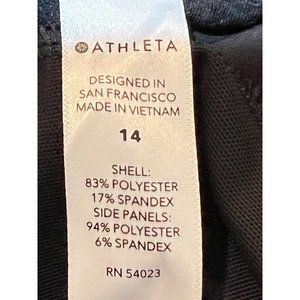 ATHLETA
DESIGNED IN
SAN FRANCISCO
MADE IN VIETNAM
14
SHELL:
83% POLYESTER
17% SPANDEX
SIDE PANELS:
94% POLYESTER
6% SPANDEX
RN 54023